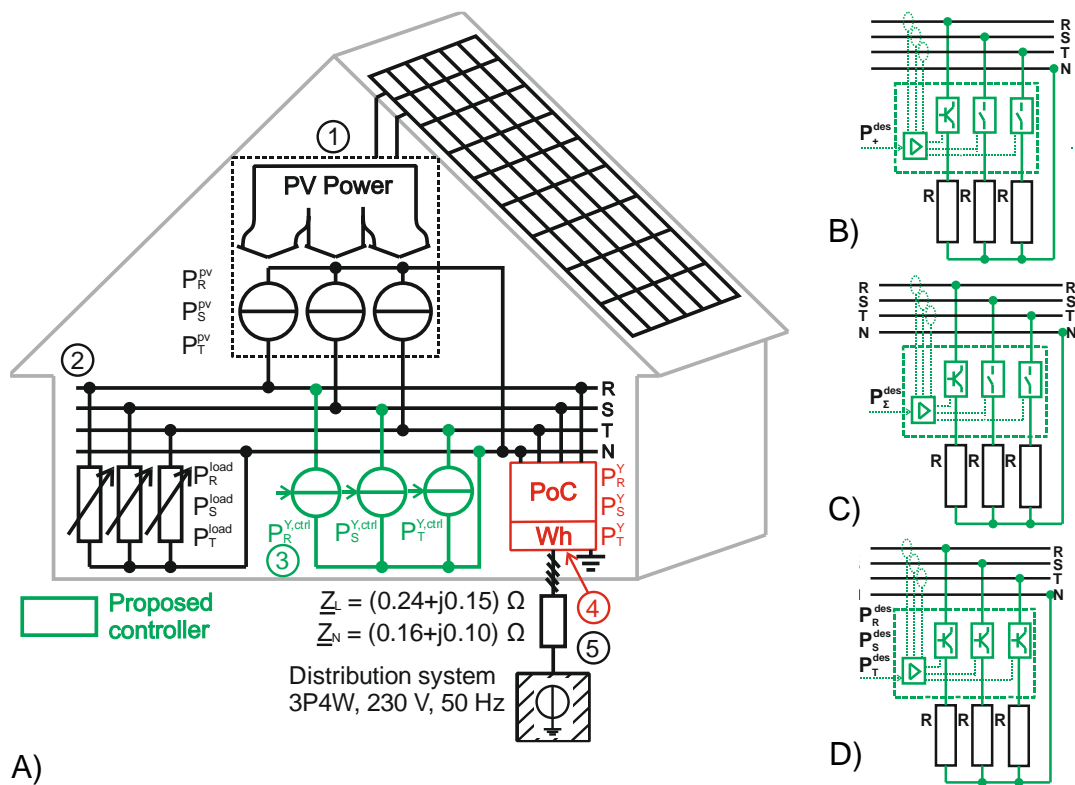 1
PV Power
P_R^pv
P_S^pv
P_T^pv
2
R
S
T
N
P_R^load
P_S^load
P_T^load
P_R^Y,ctrl
P_S^Y,ctrl
P_T^Y,ctrl
3
PoC
Wh
P_R^Y
P_S^Y
P_T^Y
4
5
Proposed
controller
Z_L = (0.24+j0.15) Ω
Z_N = (0.16+j0.10) Ω
Distribution system
3P4W, 230 V, 50 Hz
A)
R
S
T
N
P_+^des
R R R
B)
R R
S S
T T
N N
P_Σ^des
R R R
C)
R
S
T
N
P_R^des
P_S^des
P_T^des
R R R
D)